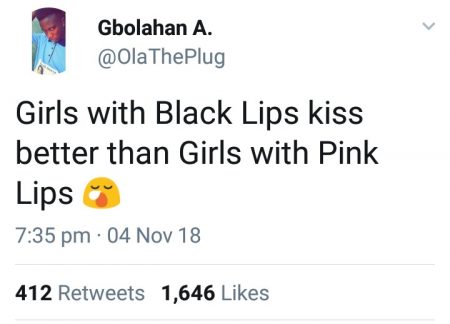 Gbolahan A.
@OlaThePlug
Girls with Black Lips kiss
better than Girls with Pink
Lips 😪
7:35 pm · 04 Nov 18
412 Retweets 1,646 Likes